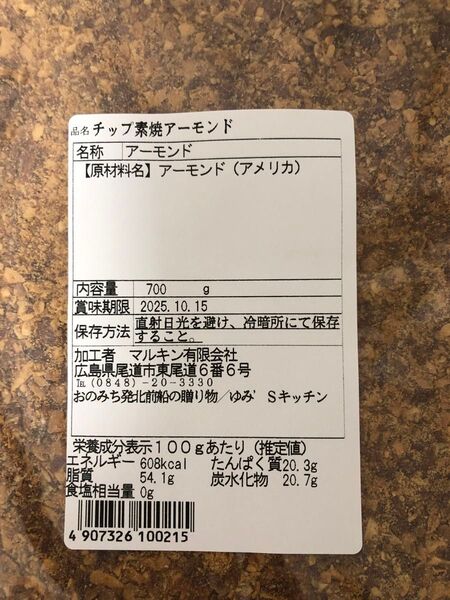 品名 チップ素焼アーモンド
名称 アーモンド
【原材料名】アーモンド（アメリカ）
内容量 700 g
賞味期限 2025.10.15
保存方法 直射日光を避け、冷暗所にて保存
すること。
加工者 マルキン有限会社
広島県尾道市東尾道６番６号
℡（0848）-20-3330
おのみち発北前船の贈り物／ゆみ’Ｓキッチン
栄養成分表示１００gあたり（推定値）
エネルギー 608kcal たんぱく質 20.3g
脂質 54.1g 炭水化物 20.7g
食塩相当量 0g
4 907326 100215